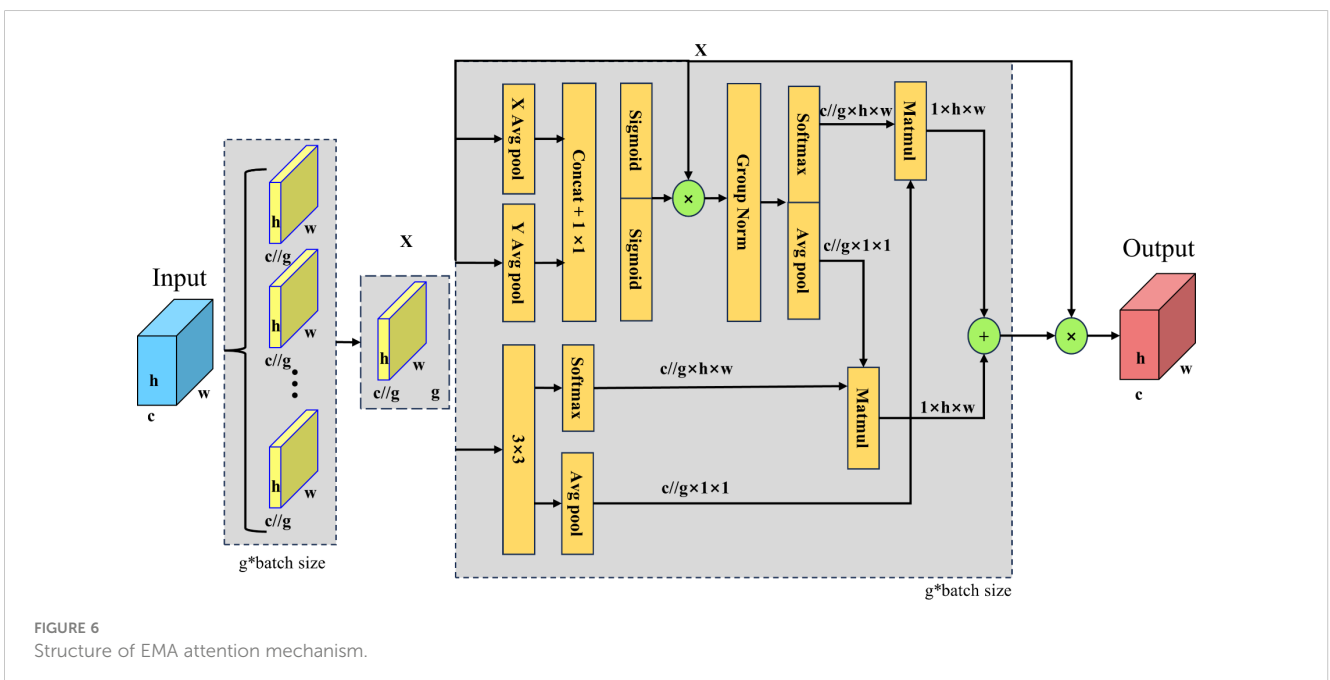 X
X Avg pool
Concat + 1 ×1
Sigmoid
Group Norm
Softmax
c//g×h×w
Matmul
1×h×w
h
w
c//g
Y Avg pool
Sigmoid
×
Avg pool
c//g×1×1
X
Input
h
w
c
h
w
c//g
h
w
c//g
g*batch size
h
w
c//g
g
3×3
Softmax
c//g×h×w
Matmul
1×h×w
Avg pool
c//g×1×1
+
×
Output
h
w
c
g*batch size
FIGURE 6
Structure of EMA attention mechanism.